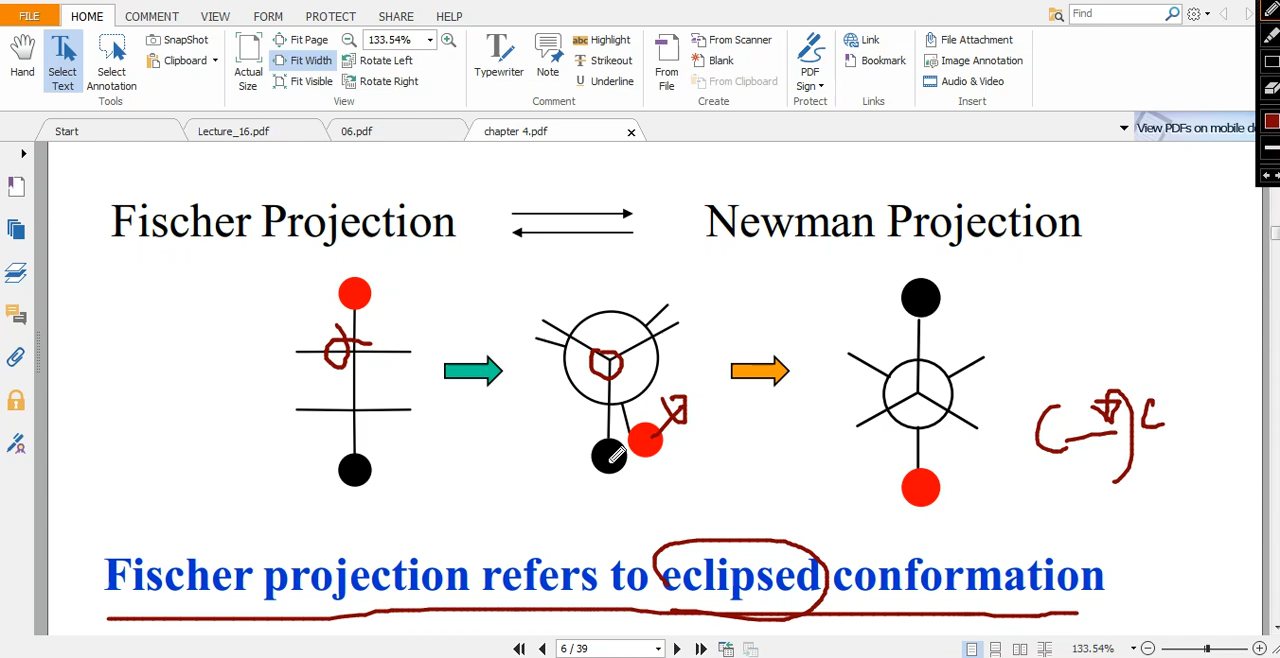 FILE HOME COMMENT VIEW FORM PROTECT SHARE HELP Find
SnapShot Fit Page 133.54% Highlight From Scanner Link File Attachment
Clipboard Fit Width Rotate Left Strikeout Blank Bookmark Image Annotation
Hand Select Text Select Annotation Actual Size Fit Visible Rotate Right Typewriter Note Underline From File From Clipboard PDF Sign Audio & Video
Tools View Comment Create Protect Links Insert
Start Lecture_16.pdf 06.pdf chapter 4.pdf View PDFs on mobile de
Fischer Projection Newman Projection
Fischer projection refers to eclipsed conformation
6 / 39 133.54%